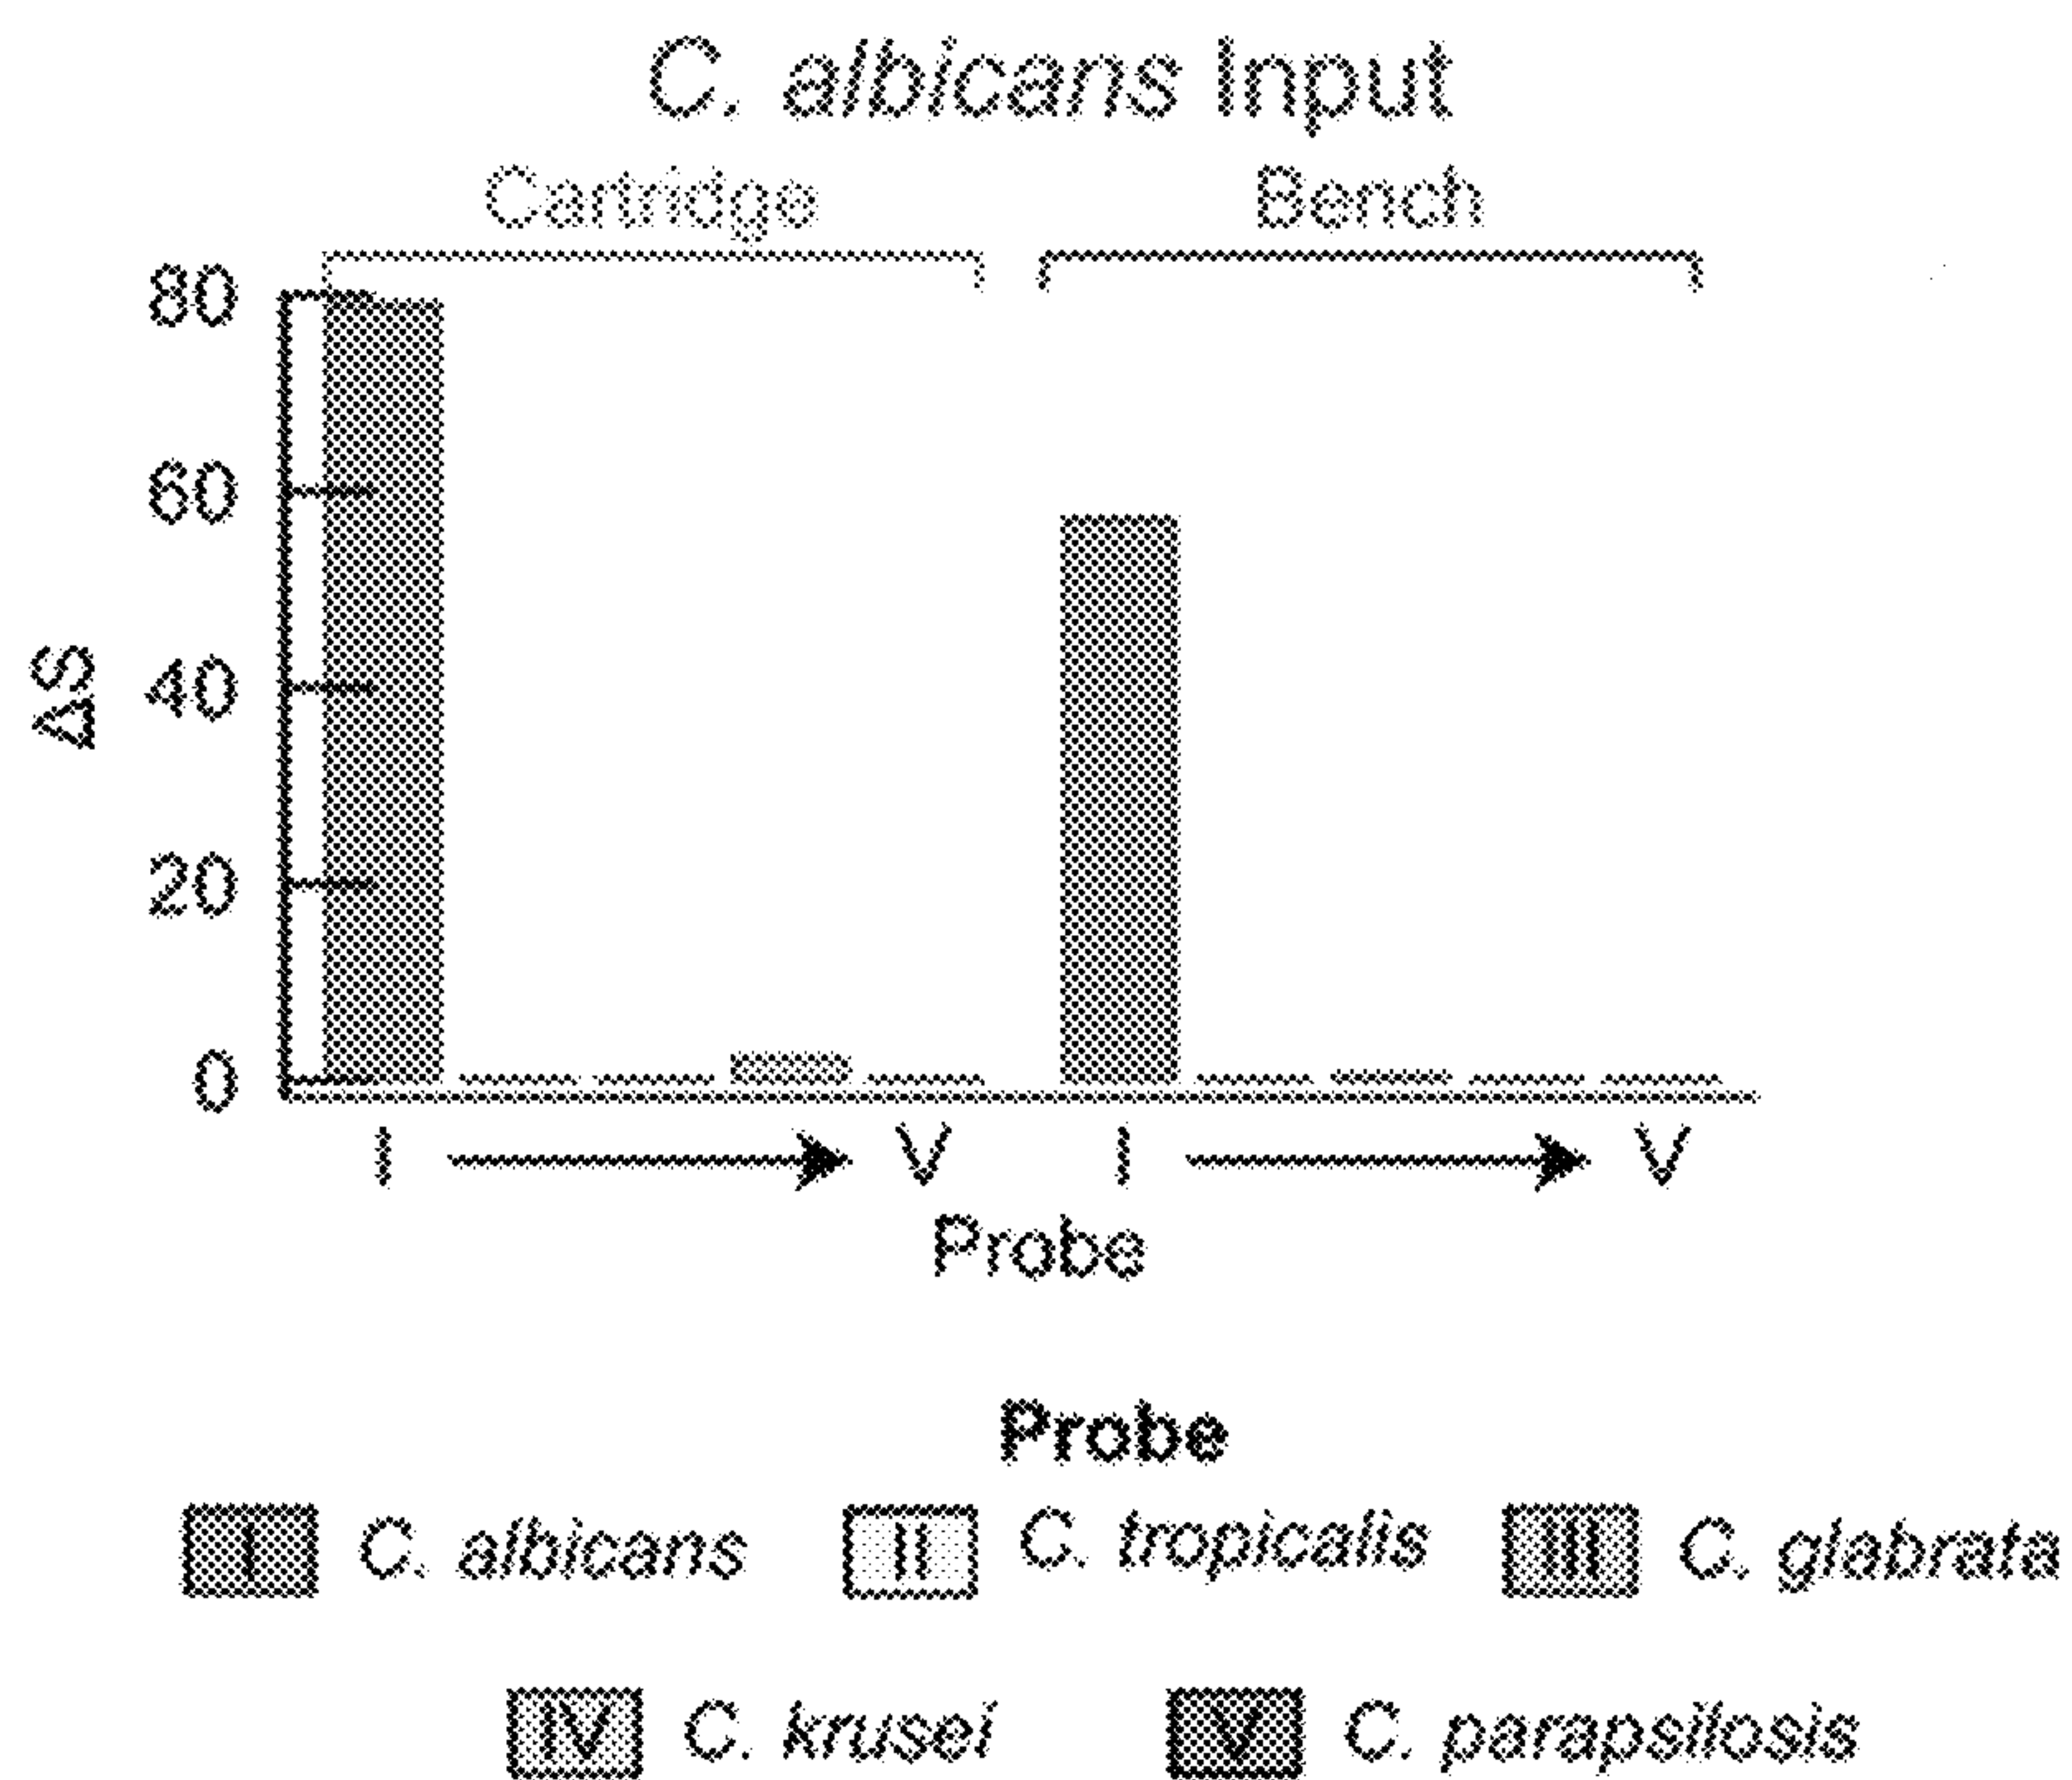 C. albicans Input
Cartridge Bench
80
60
40
20
0
ΔS
I V I V
Probe
Probe
I C. albicans II C. tropicalis III C. glabrata
IV C. krusei V C. parapsilosis